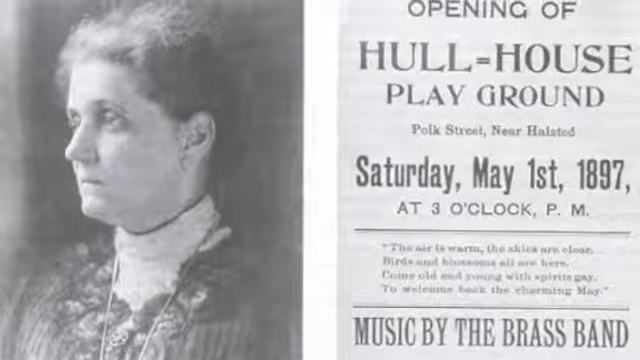 OPENING OF
HULL=HOUSE
PLAY GROUND
Polk Street, Near Halsted
Saturday, May 1st, 1897,
AT 3 O'CLOCK, P. M.
"The air is warm, the skies are clear,
Birds and blossoms all are here,
Come old and young with spirits gay,
To welcome back the charming May."
MUSIC BY THE BRASS BAND